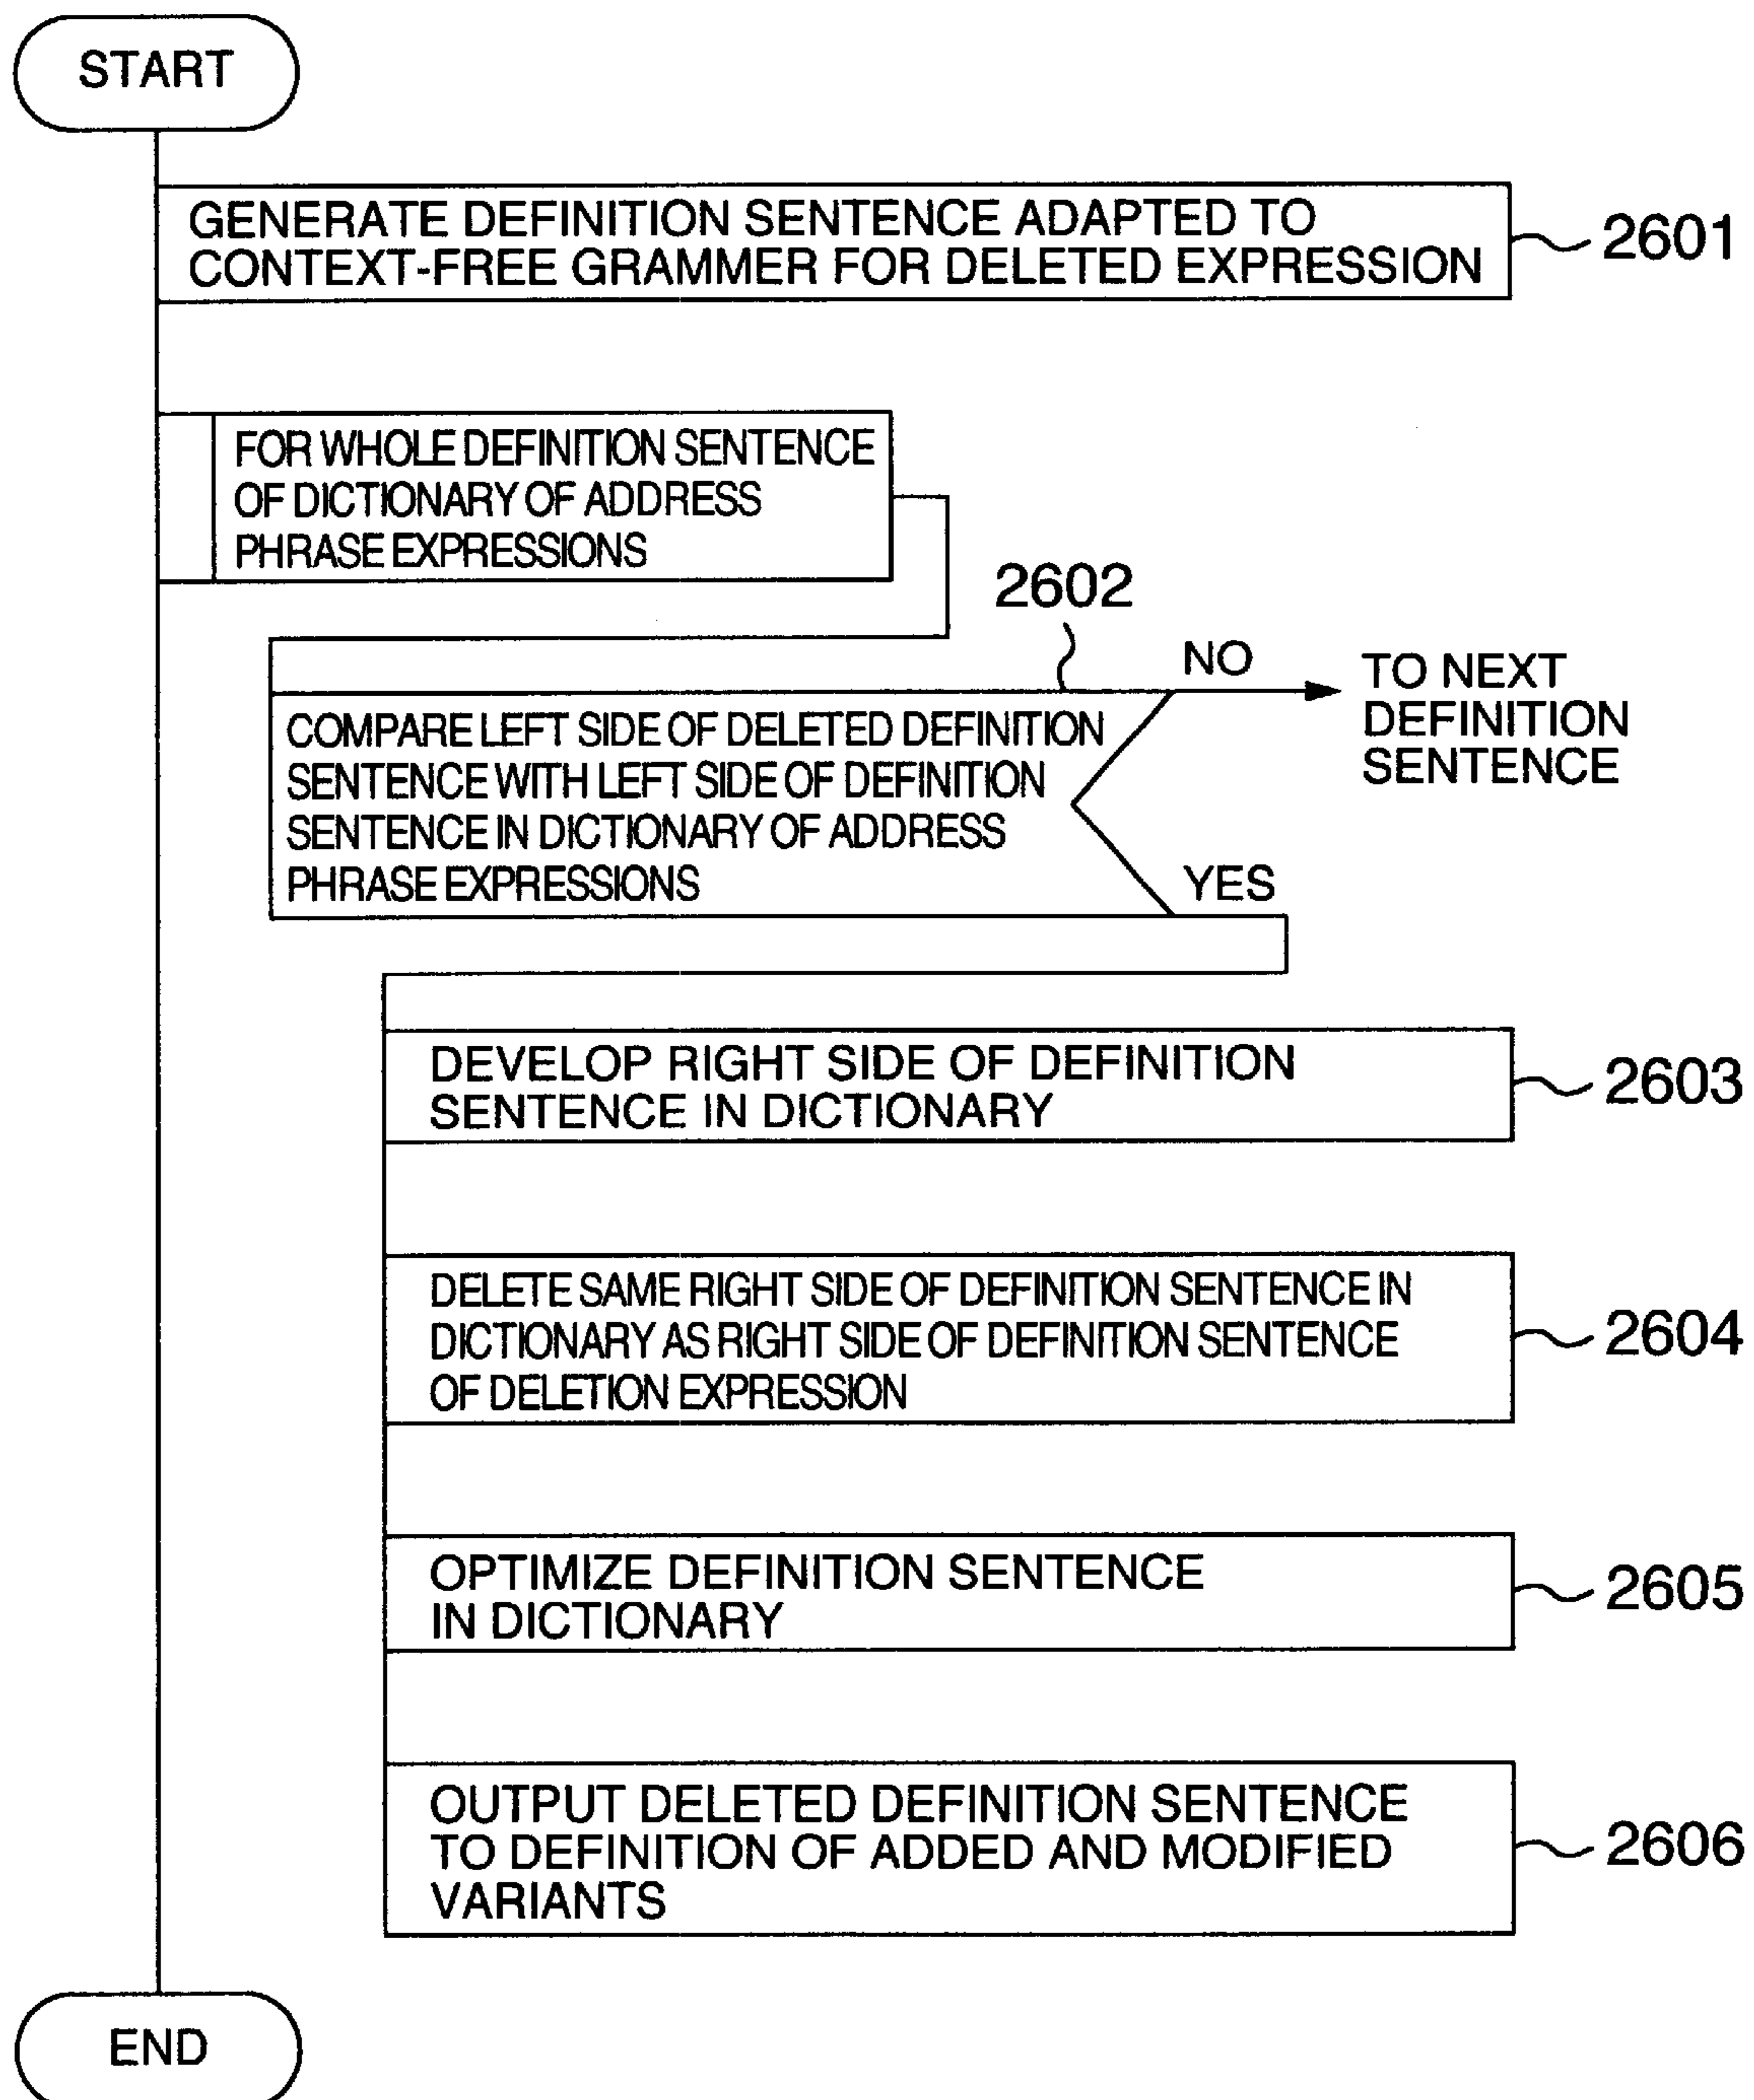 START
GENERATE DEFINITION SENTENCE ADAPTED TO
CONTEXT-FREE GRAMMER FOR DELETED EXPRESSION
2601
FOR WHOLE DEFINITION SENTENCE
OF DICTIONARY OF ADDRESS
PHRASE EXPRESSIONS
2602
NO
TO NEXT
DEFINITION
SENTENCE
COMPARE LEFT SIDE OF DELETED DEFINITION
SENTENCE WITH LEFT SIDE OF DEFINITION
SENTENCE IN DICTIONARY OF ADDRESS
PHRASE EXPRESSIONS
YES
DEVELOP RIGHT SIDE OF DEFINITION
SENTENCE IN DICTIONARY
2603
DELETE SAME RIGHT SIDE OF DEFINITION SENTENCE IN
DICTIONARY AS RIGHT SIDE OF DEFINITION SENTENCE
OF DELETION EXPRESSION
2604
OPTIMIZE DEFINITION SENTENCE
IN DICTIONARY
2605
OUTPUT DELETED DEFINITION SENTENCE
TO DEFINITION OF ADDED AND MODIFIED
VARIANTS
2606
END